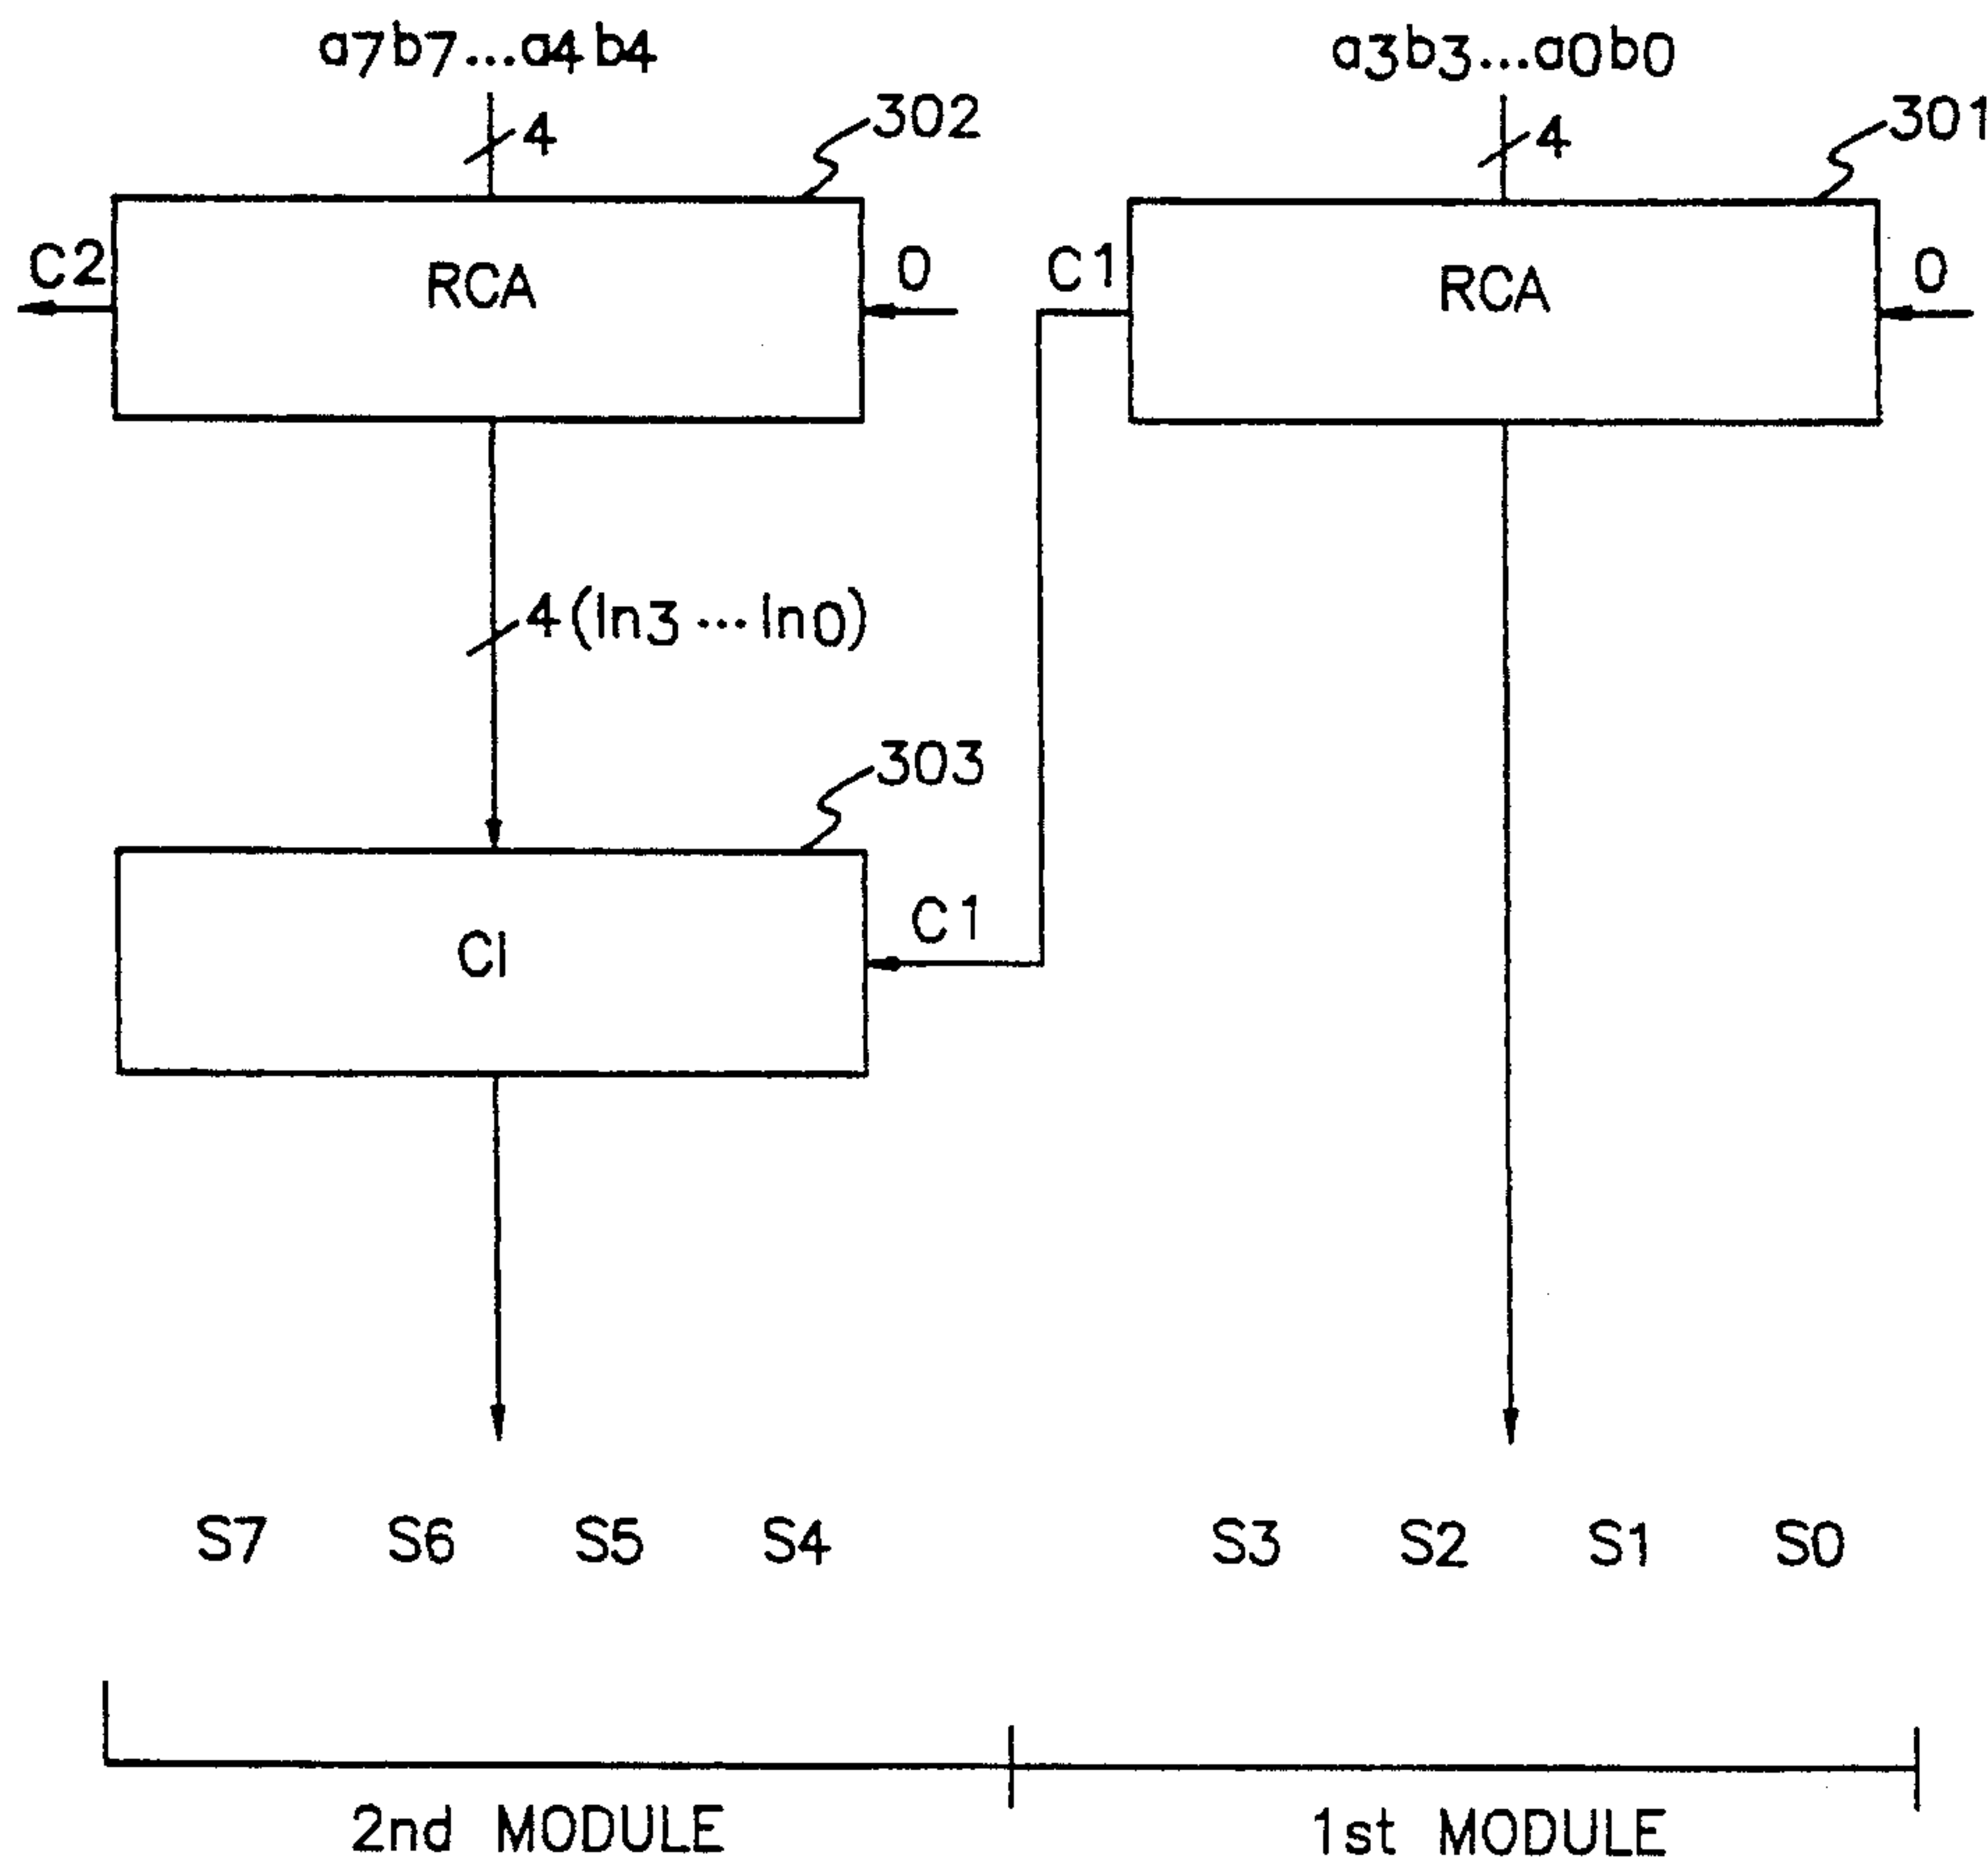 a7b7...a4b4
a3b3...a0b0
4
302
4
301
C2
RCA
0
C1
RCA
0
4(In3...In0)
303
CI
C1
S7 S6 S5 S4 S3 S2 S1 S0
2nd MODULE
1st MODULE